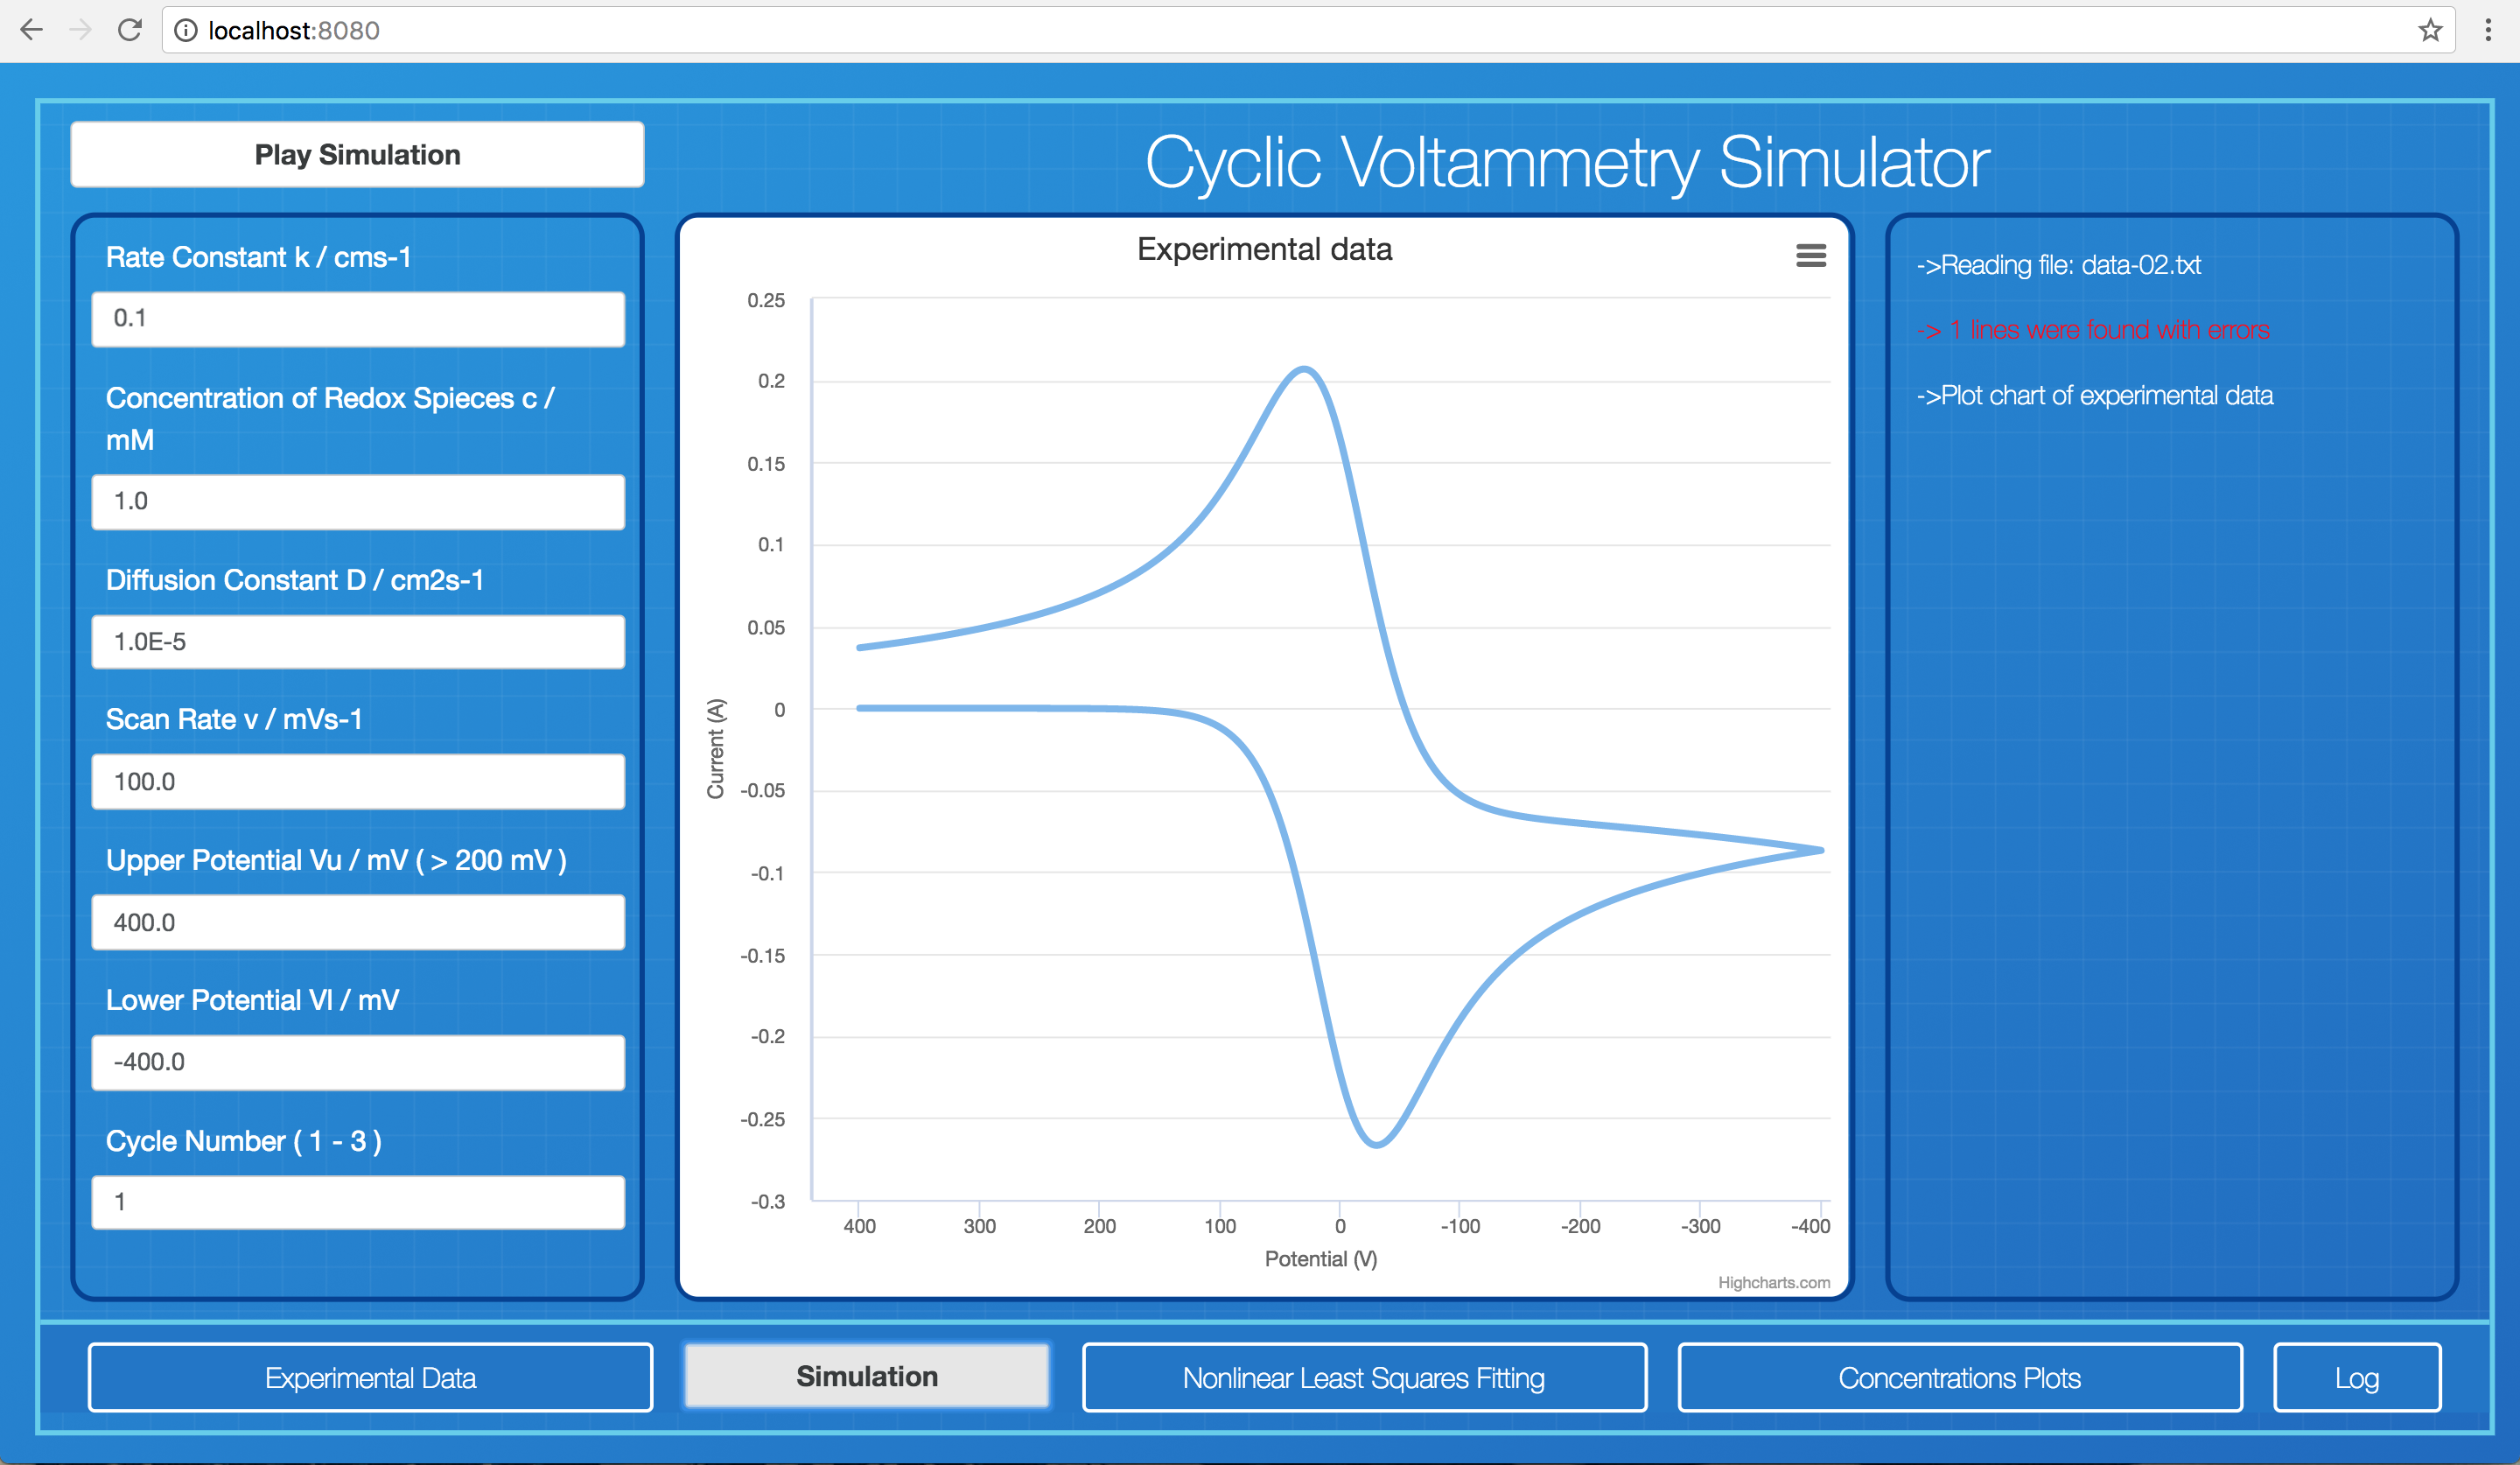 localhost:8080
Play Simulation
Cyclic Voltammetry Simulator
Rate Constant k / cms-1
0.1
Concentration of Redox Spieces c /
mM
1.0
Diffusion Constant D / cm2s-1
1.0E-5
Scan Rate v / mVs-1
100.0
Upper Potential Vu / mV ( > 200 mV )
400.0
Lower Potential Vl / mV
-400.0
Cycle Number ( 1 - 3 )
1
Experimental data
0.25
0.2
0.15
0.1
0.05
0
-0.05
-0.1
-0.15
-0.2
-0.25
-0.3
Current (A)
400 300 200 100 0 -100 -200 -300 -400
Potential (V)
Highcharts.com
->Reading file: data-02.txt
-> 1 lines were found with errors
->Plot chart of experimental data
Experimental Data
Simulation
Nonlinear Least Squares Fitting
Concentrations Plots
Log